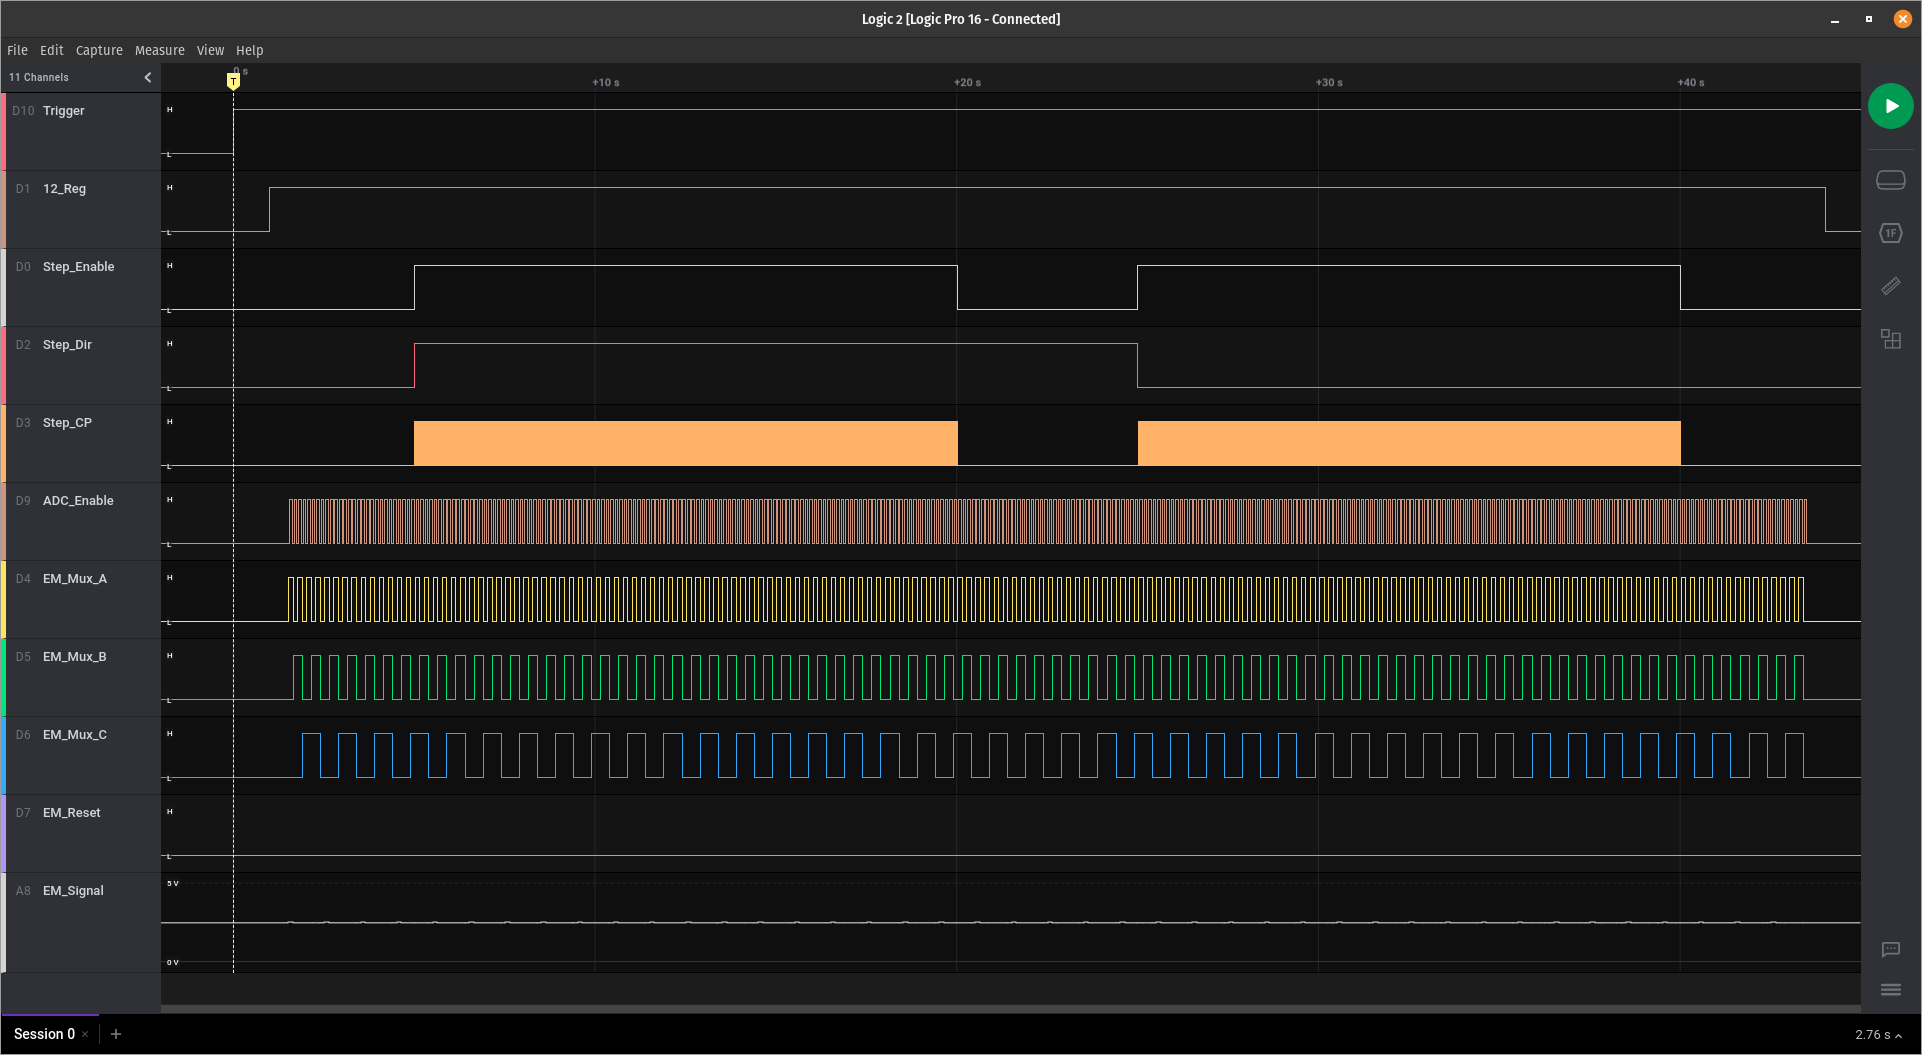 Logic 2 [Logic Pro 16 - Connected]
File Edit Capture Measure View Help
11 Channels
0 s
T
+10 s +20 s +30 s +40 s
D10 Trigger H
L
D1 12_Reg H
L
D0 Step_Enable H
L
D2 Step_Dir H
L
D3 Step_CP H
L
D9 ADC_Enable H
L
D4 EM_Mux_A H
L
D5 EM_Mux_B H
L
D6 EM_Mux_C H
L
D7 EM_Reset H
L
A8 EM_Signal 5 V
0 V
1F
Session 0
2.76 s